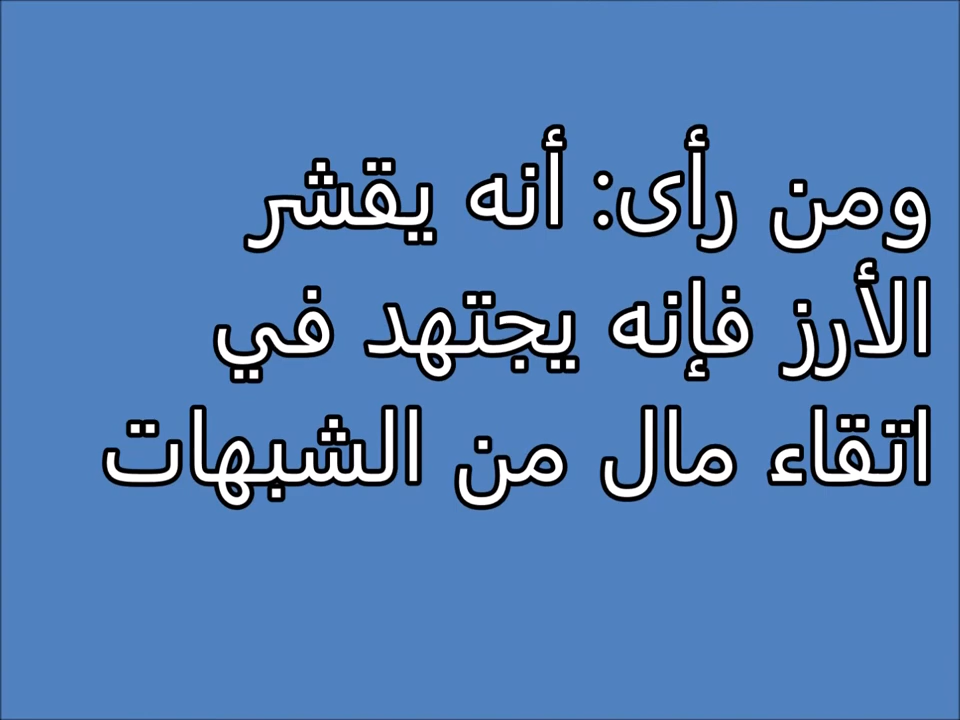 ومن رأى: أنه يقشر
الأرز فإنه يجتهد في
اتقاء مال من الشبهات